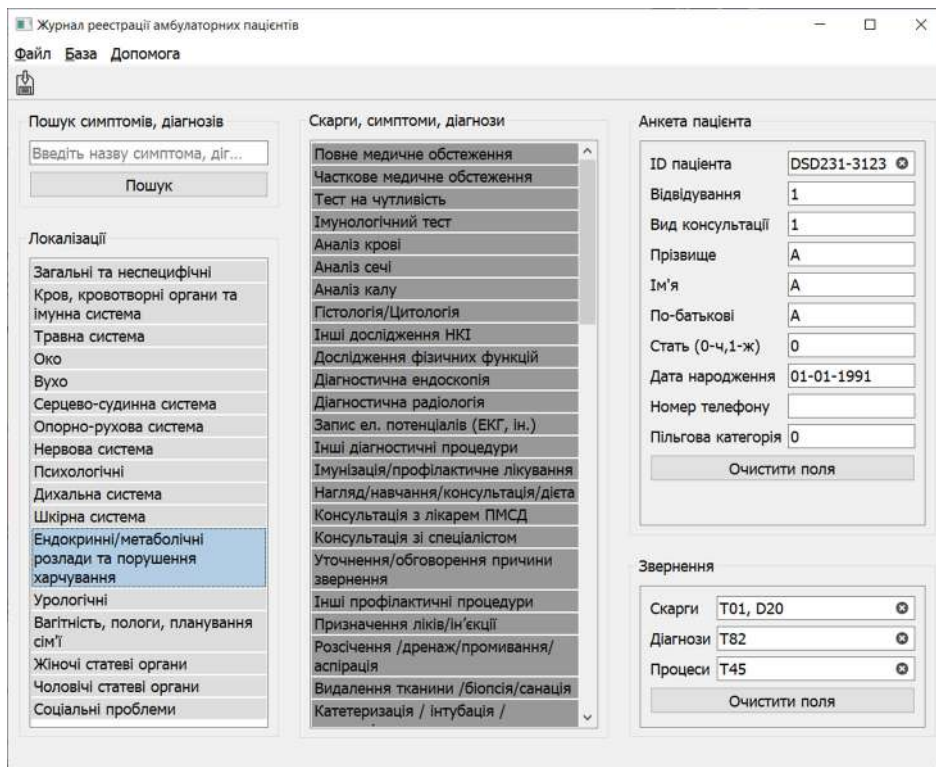 Журнал реєстрації амбулаторних пацієнтів
Файл База Допомога
Пошук симптомів, діагнозів
Введіть назву симптома, діг...
Пошук
Локалізації
Загальні та неспецифічні
Кров, кровотворні органи та
імунна система
Травна система
Око
Вухо
Серцево-судинна система
Опорно-рухова система
Нервова система
Психологічні
Дихальна система
Шкірна система
Ендокринні/метаболічні
розлади та порушення
харчування
Урологічні
Вагітність, пологи, планування
сім'ї
Жіночі статеві органи
Чоловічі статеві органи
Соціальні проблеми
Скарги, симптоми, діагнози
Повне медичне обстеження
Часткове медичне обстеження
Тест на чутливість
Імунологічний тест
Аналіз крові
Аналіз сечі
Аналіз калу
Гістологія/Цитологія
Інші дослідження НКІ
Дослідження фізичних функцій
Діагностична ендоскопія
Діагностична радіологія
Запис ел. потенціалів (ЕКГ, ін.)
Інші діагностичні процедури
Імунізація/профілактичне лікування
Нагляд/навчання/консультація/дієта
Консультація з лікарем ПМСД
Консультація зі спеціалістом
Уточнення/обговорення причини
звернення
Інші профілактичні процедури
Призначення ліків/ін’єкції
Розсічення /дренаж/промивання/
аспірація
Видалення тканини /біопсія/санація
Катетеризація / інтубація /
Анкета пацієнта
ID паціента DSD231-3123
Відвідування 1
Вид консультації 1
Прізвище А
Ім'я А
По-батькові А
Стать (0-ч,1-ж) 0
Дата народження 01-01-1991
Номер телефону
Пільгова категорія 0
Очистити поля
Звернення
Скарги T01, D20
Діагнози T82
Процеси T45
Очистити поля